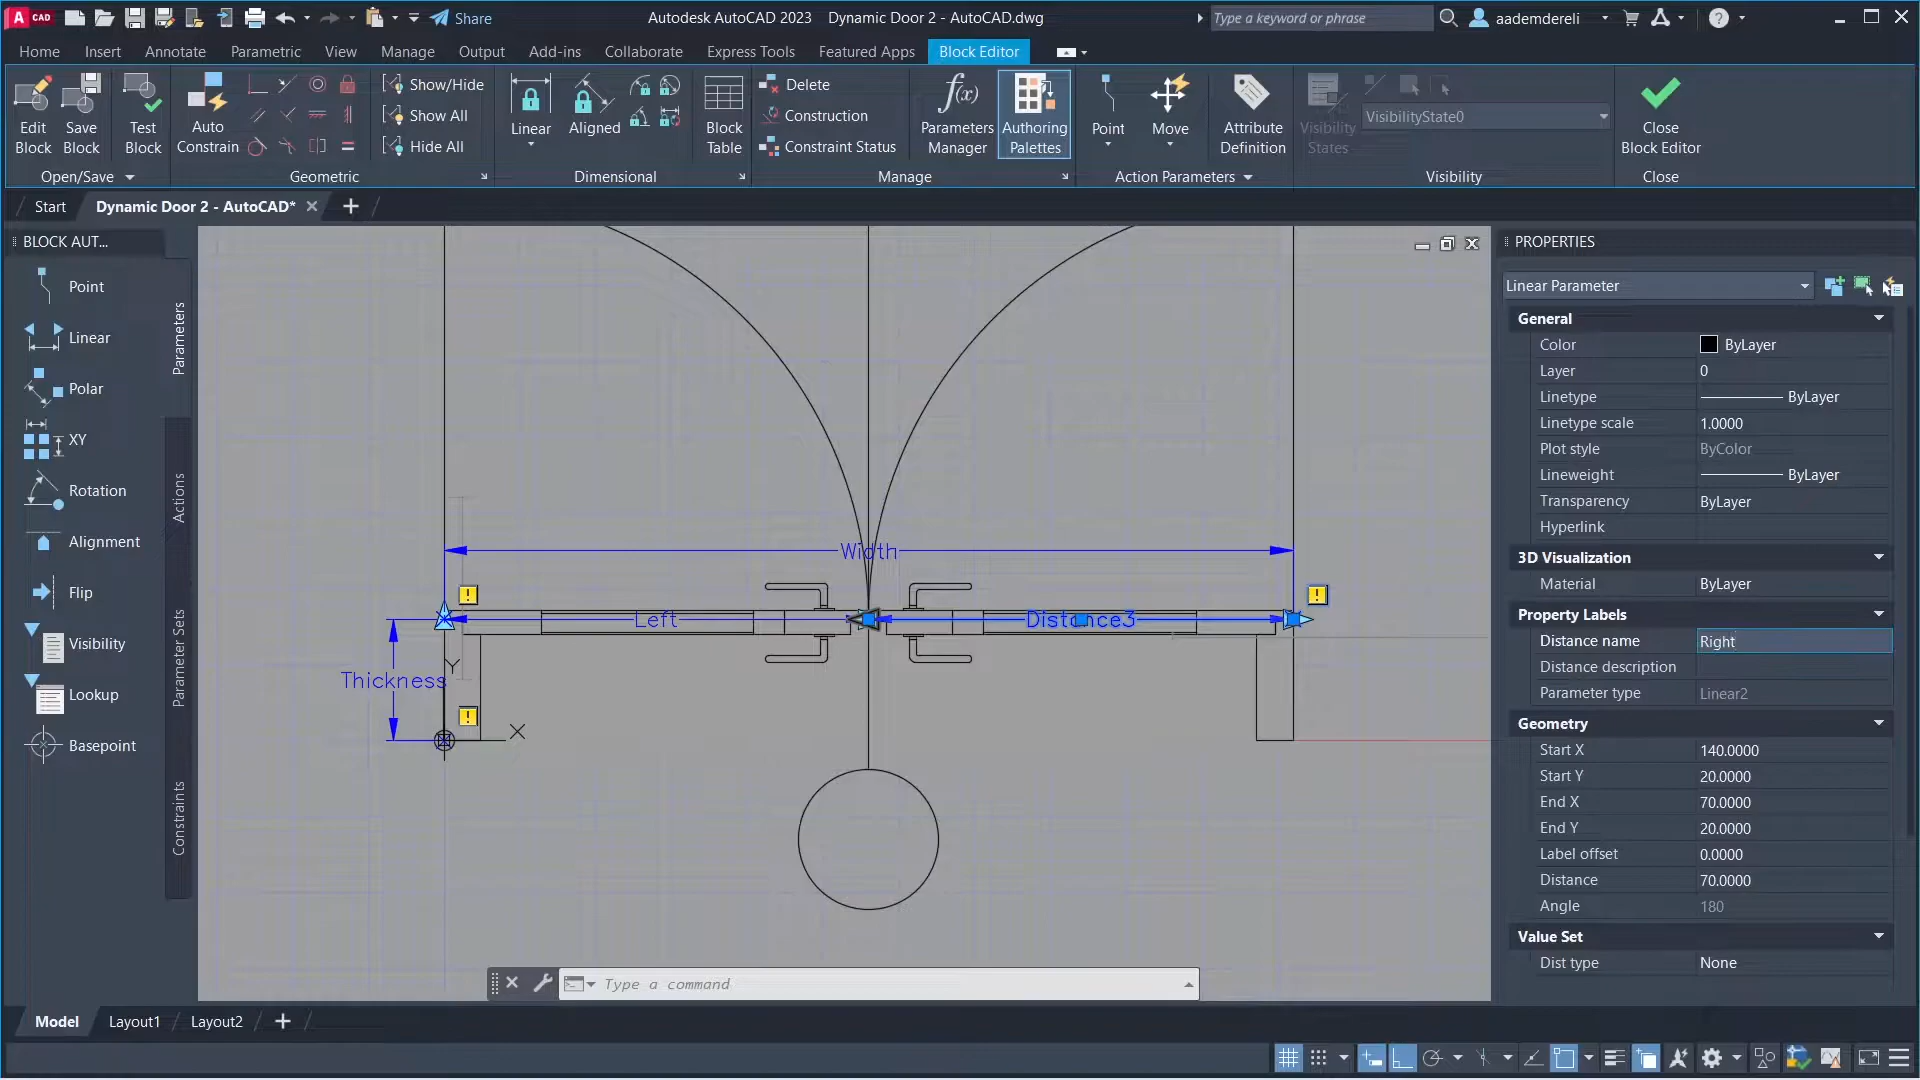 CAD
Share
Autodesk AutoCAD 2023 Dynamic Door 2 - AutoCAD.dwg
Type a keyword or phrase
aademdereli
Home Insert Annotate Parametric View Manage Output Add-ins Collaborate Express Tools Featured Apps Block Editor
Edit Block
Save Block
Test Block
Open/Save
Auto Constrain
Show/Hide
Show All
Hide All
Geometric
Linear
Aligned
Dimensional
Block Table
Delete
Construction
Constraint Status
Manage
f(x)
Parameters Manager
Authoring Palettes
Point
Move
Action Parameters
Attribute Definition
Visibility States
VisibilityState0
Visibility
Close Block Editor
Close
Start
Dynamic Door 2 - AutoCAD*
BLOCK AUT...
Point
Linear
Polar
XY
Rotation
Alignment
Flip
Visibility
Lookup
Basepoint
Parameters
Actions
Parameter Sets
Constraints
Width
Left
Distance3
Thickness
Y
X
Type a command
PROPERTIES
Linear Parameter
General
Color ByLayer
Layer 0
Linetype ByLayer
Linetype scale 1.0000
Plot style ByColor
Lineweight ByLayer
Transparency ByLayer
Hyperlink
3D Visualization
Material ByLayer
Property Labels
Distance name Right
Distance description
Parameter type Linear2
Geometry
Start X 140.0000
Start Y 20.0000
End X 70.0000
End Y 20.0000
Label offset 0.0000
Distance 70.0000
Angle 180
Value Set
Dist type None
Model Layout1 Layout2